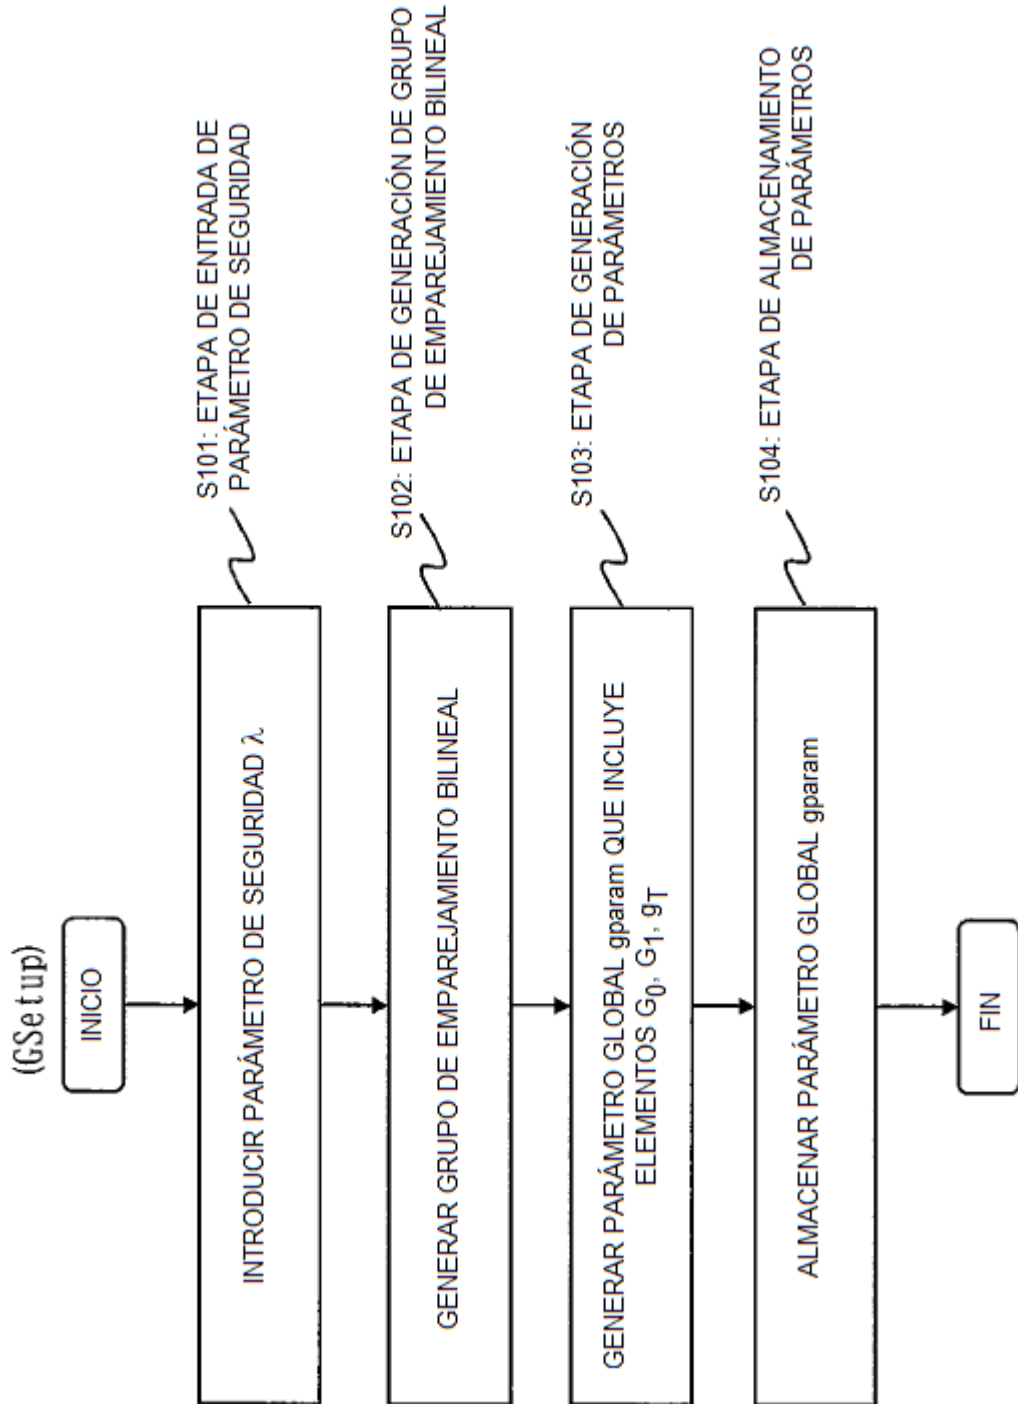 (GSetup)
INICIO
INTRODUCIR PARÁMETRO DE SEGURIDAD λ
S101: ETAPA DE ENTRADA DE
PARÁMETRO DE SEGURIDAD
GENERAR GRUPO DE EMPAREJAMIENTO BILINEAL
S102: ETAPA DE GENERACIÓN DE GRUPO
DE EMPAREJAMIENTO BILINEAL
GENERAR PARÁMETRO GLOBAL gparam QUE INCLUYE
ELEMENTOS G0, G1, gT
S103: ETAPA DE GENERACIÓN
DE PARÁMETROS
ALMACENAR PARÁMETRO GLOBAL gparam
S104: ETAPA DE ALMACENAMIENTO
DE PARÁMETROS
FIN